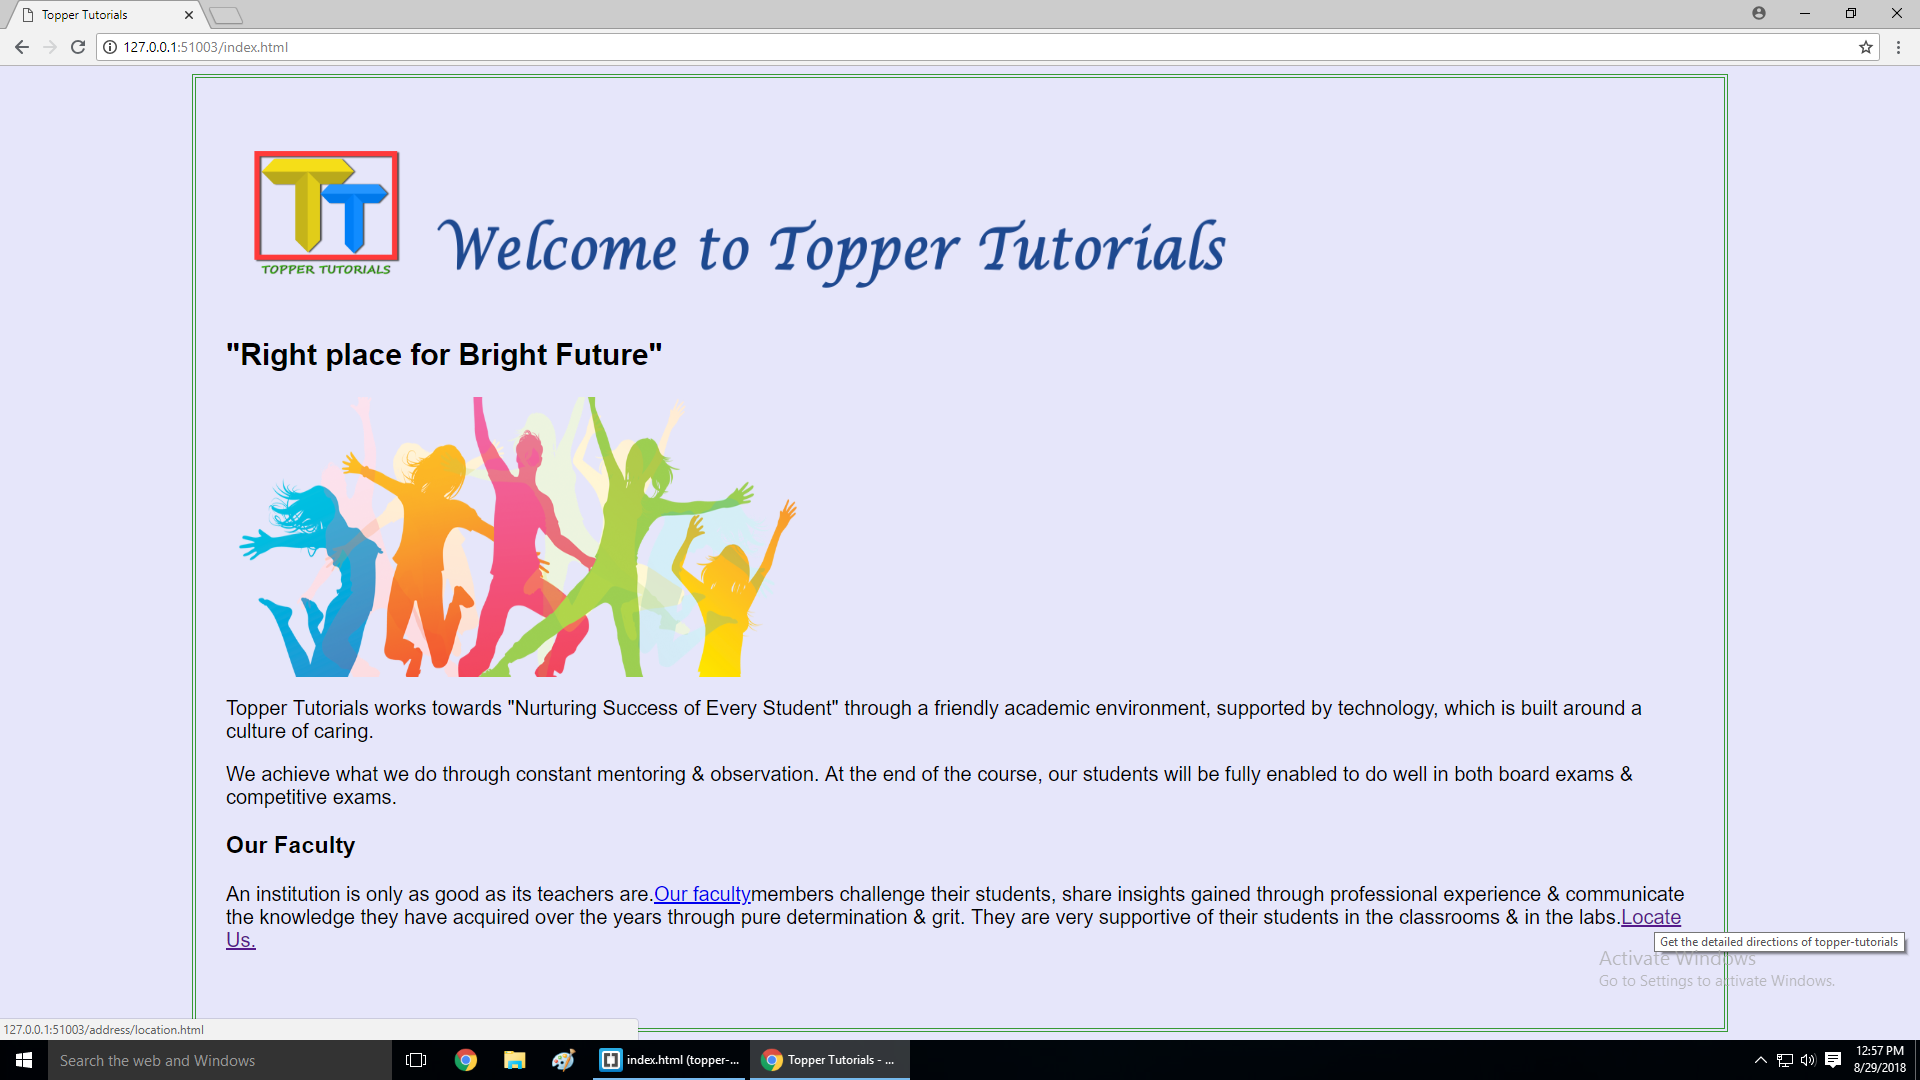 Topper Tutorials
127.0.0.1:51003/index.html
TOPPER TUTORIALS
Welcome to Topper Tutorials
"Right place for Bright Future"
Topper Tutorials works towards "Nurturing Success of Every Student" through a friendly academic environment, supported by technology, which is built around a
culture of caring.
We achieve what we do through constant mentoring & observation. At the end of the course, our students will be fully enabled to do well in both board exams &
competitive exams.
Our Faculty
An institution is only as good as its teachers are.Our facultymembers challenge their students, share insights gained through professional experience & communicate
the knowledge they have acquired over the years through pure determination & grit. They are very supportive of their students in the classrooms & in the labs.Locate
Us.
Get the detailed directions of topper-tutorials
Activate Windows
Go to Settings to activate Windows.
127.0.0.1:51003/address/location.html
Search the web and Windows
index.html (topper-...
Topper Tutorials - ...
12:57 PM
8/29/2018